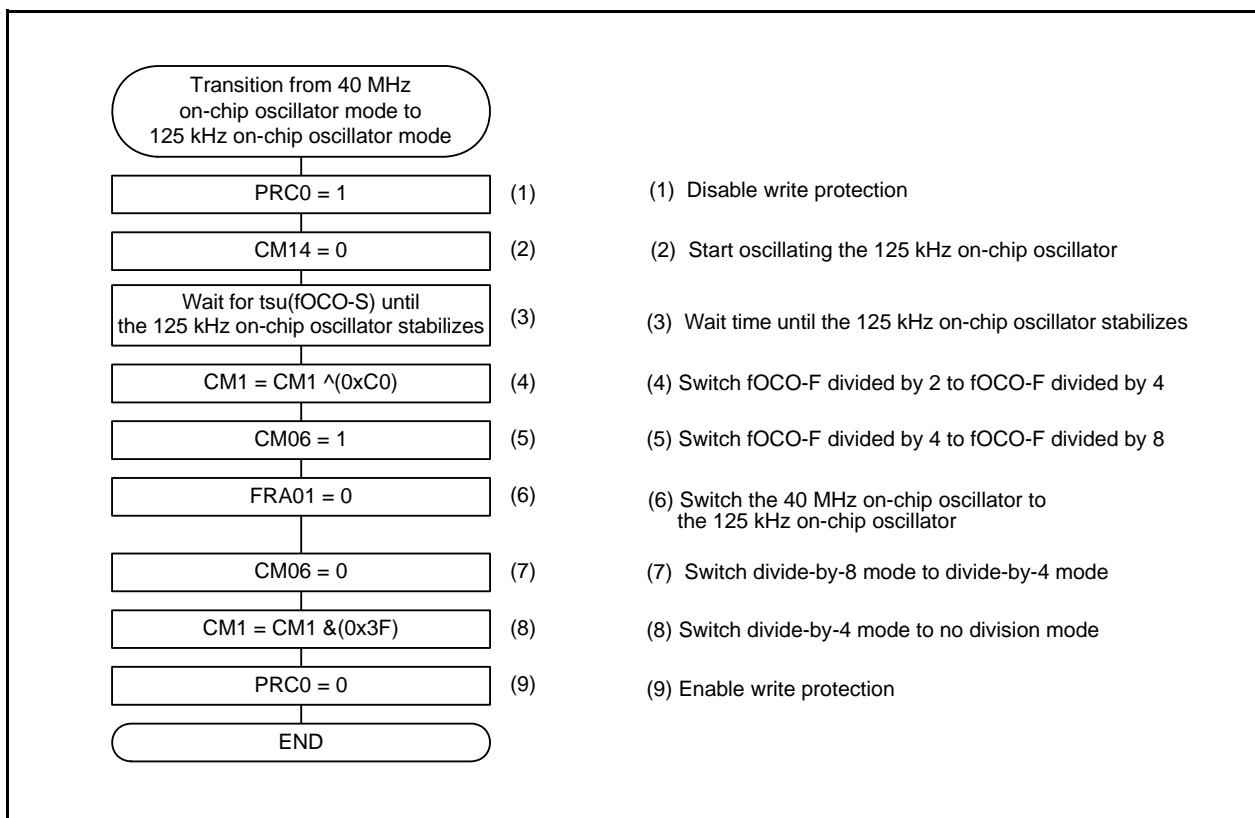 Transition from 40 MHz
on-chip oscillator mode to
125 kHz on-chip oscillator mode
PRC0 = 1
(1)
(1) Disable write protection
CM14 = 0
(2)
(2) Start oscillating the 125 kHz on-chip oscillator
Wait for tsu(fOCO-S) until
the 125 kHz on-chip oscillator stabilizes
(3)
(3) Wait time until the 125 kHz on-chip oscillator stabilizes
CM1 = CM1 ^(0xC0)
(4)
(4) Switch fOCO-F divided by 2 to fOCO-F divided by 4
CM06 = 1
(5)
(5) Switch fOCO-F divided by 4 to fOCO-F divided by 8
FRA01 = 0
(6)
(6) Switch the 40 MHz on-chip oscillator to
the 125 kHz on-chip oscillator
CM06 = 0
(7)
(7) Switch divide-by-8 mode to divide-by-4 mode
CM1 = CM1 &(0x3F)
(8)
(8) Switch divide-by-4 mode to no division mode
PRC0 = 0
(9)
(9) Enable write protection
END